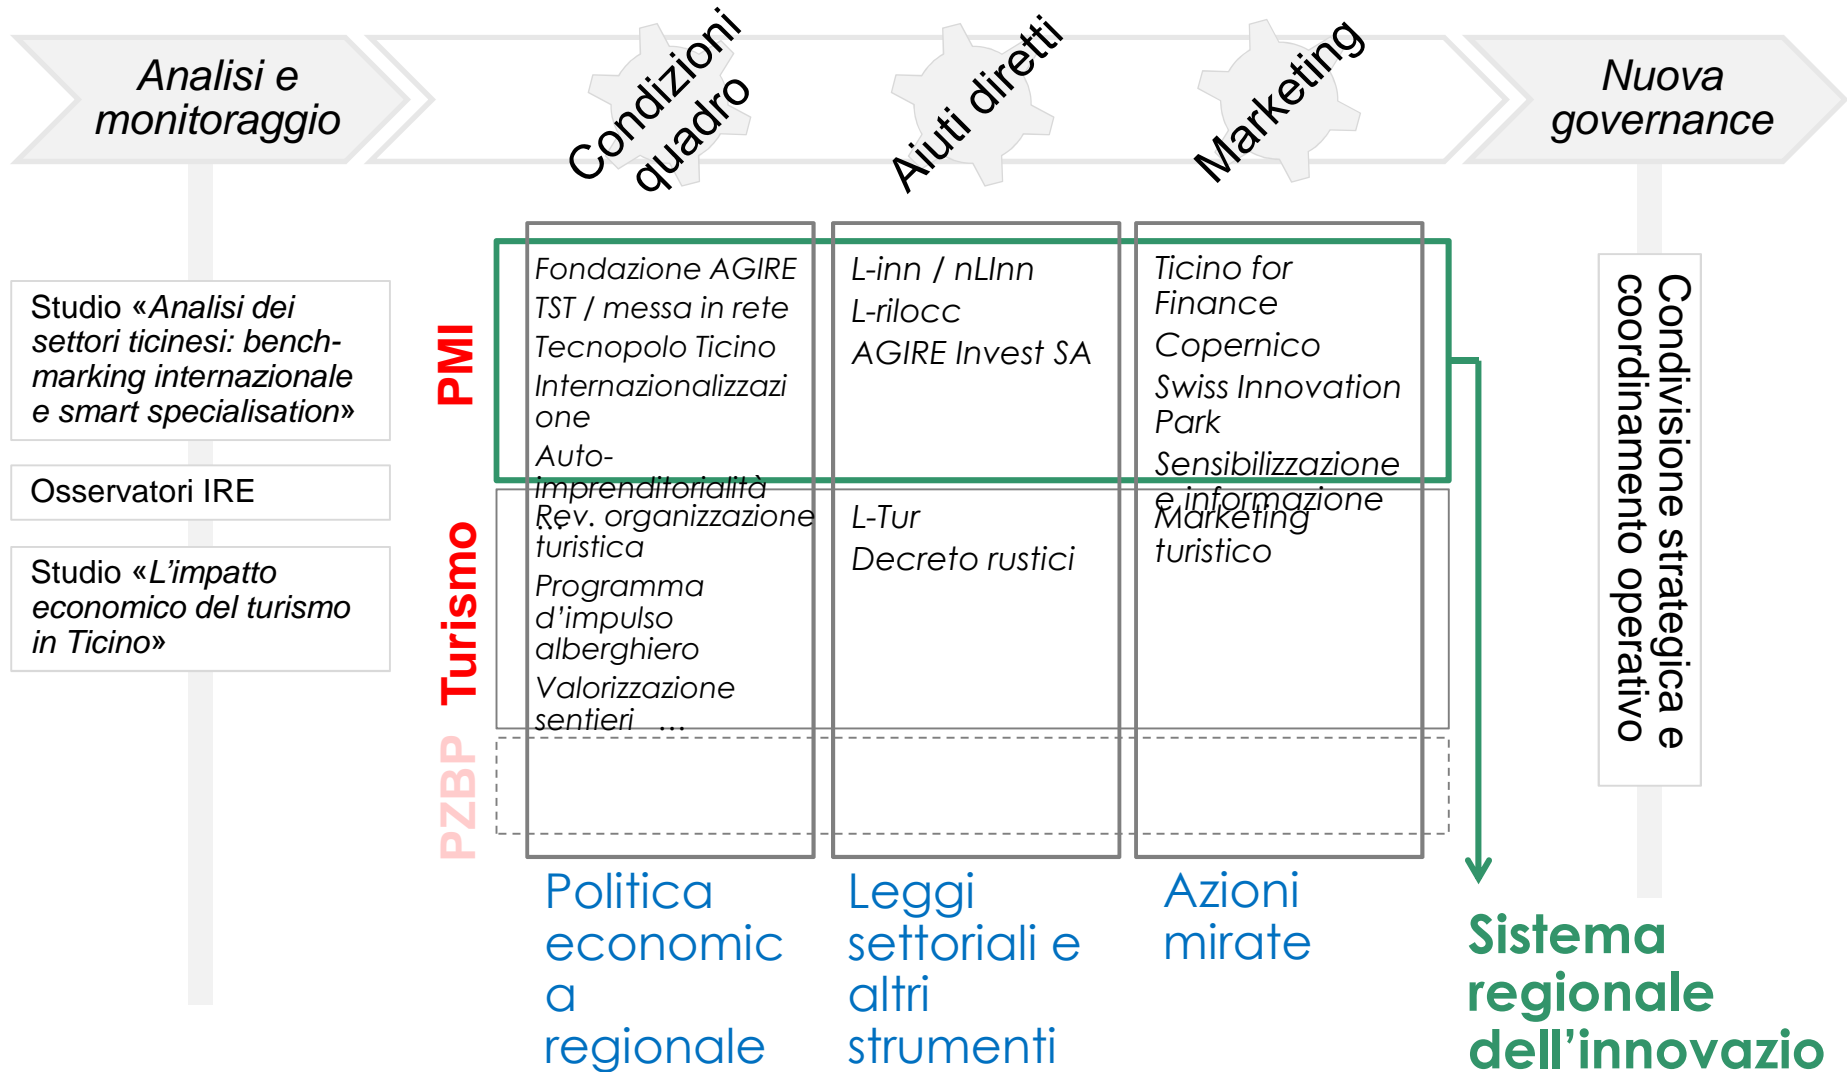 Analisi e
monitoraggio
Condizioni
quadro
Aiuti diretti
Marketing
Nuova
governance
Studio «Analisi dei
settori ticinesi: bench-
marking internazionale
e smart specialisation»
Osservatori IRE
Studio «L'impatto
economico del turismo
in Ticino»
PMI
Fondazione AGIRE
TST / messa in rete
Tecnopolo Ticino
Internazionalizzazi
one
Auto-
imprenditorialità
...
L-inn / nLInn
L-rilocc
AGIRE Invest SA
Ticino for
Finance
Copernico
Swiss Innovation
Park
Sensibilizzazione
e informazione
Turismo
Rev. organizzazione
turistica
Programma
d’impulso
alberghiero
Valorizzazione
sentieri ...
L-Tur
Decreto rustici
Marketing
turistico
PZBP
Politica
economic
a
regionale
Leggi
settoriali e
altri
strumenti
Azioni
mirate
Condivisione strategica e
coordinamento operativo
Sistema
regionale
dell’innovazio